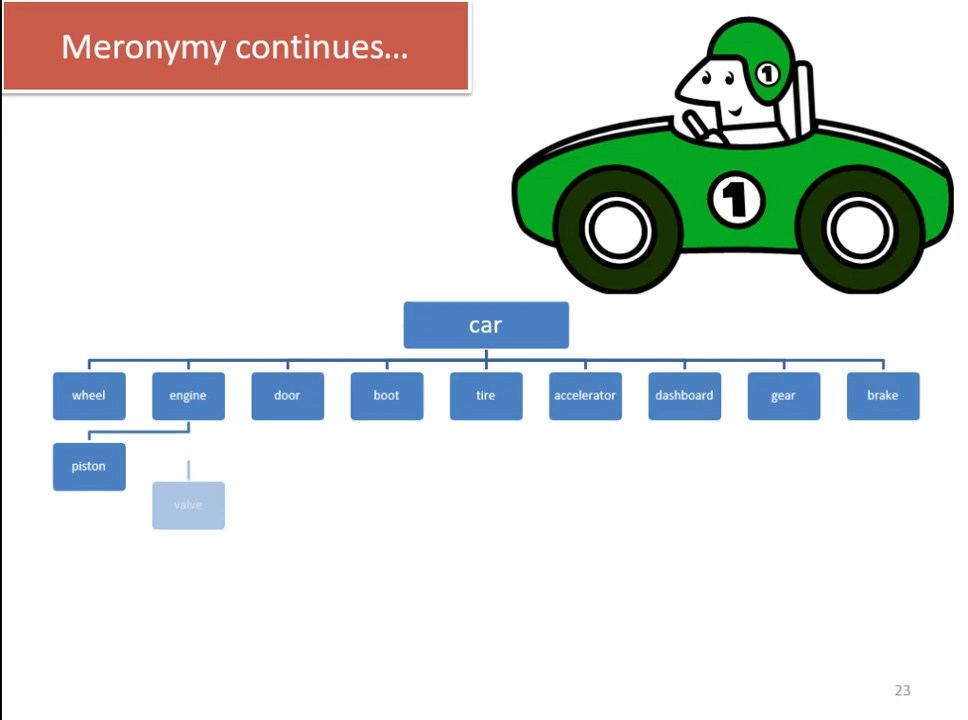 Meronymy continues...
1
1
car
wheel engine door boot tire accelerator dashboard gear brake
piston
valve
23